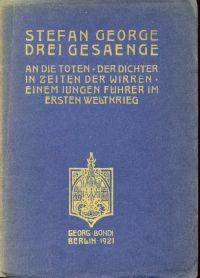 STEFAN GEORGE
DREI GESAENGE
AN DIE TOTEN · DER DICHTER
IN ZEITEN DER WIRREN ·
EINEM JUNGEN FÜHRER IM
ERSTEN WELTKRIEG
GEORG · BONDI
BERLIN · 1921